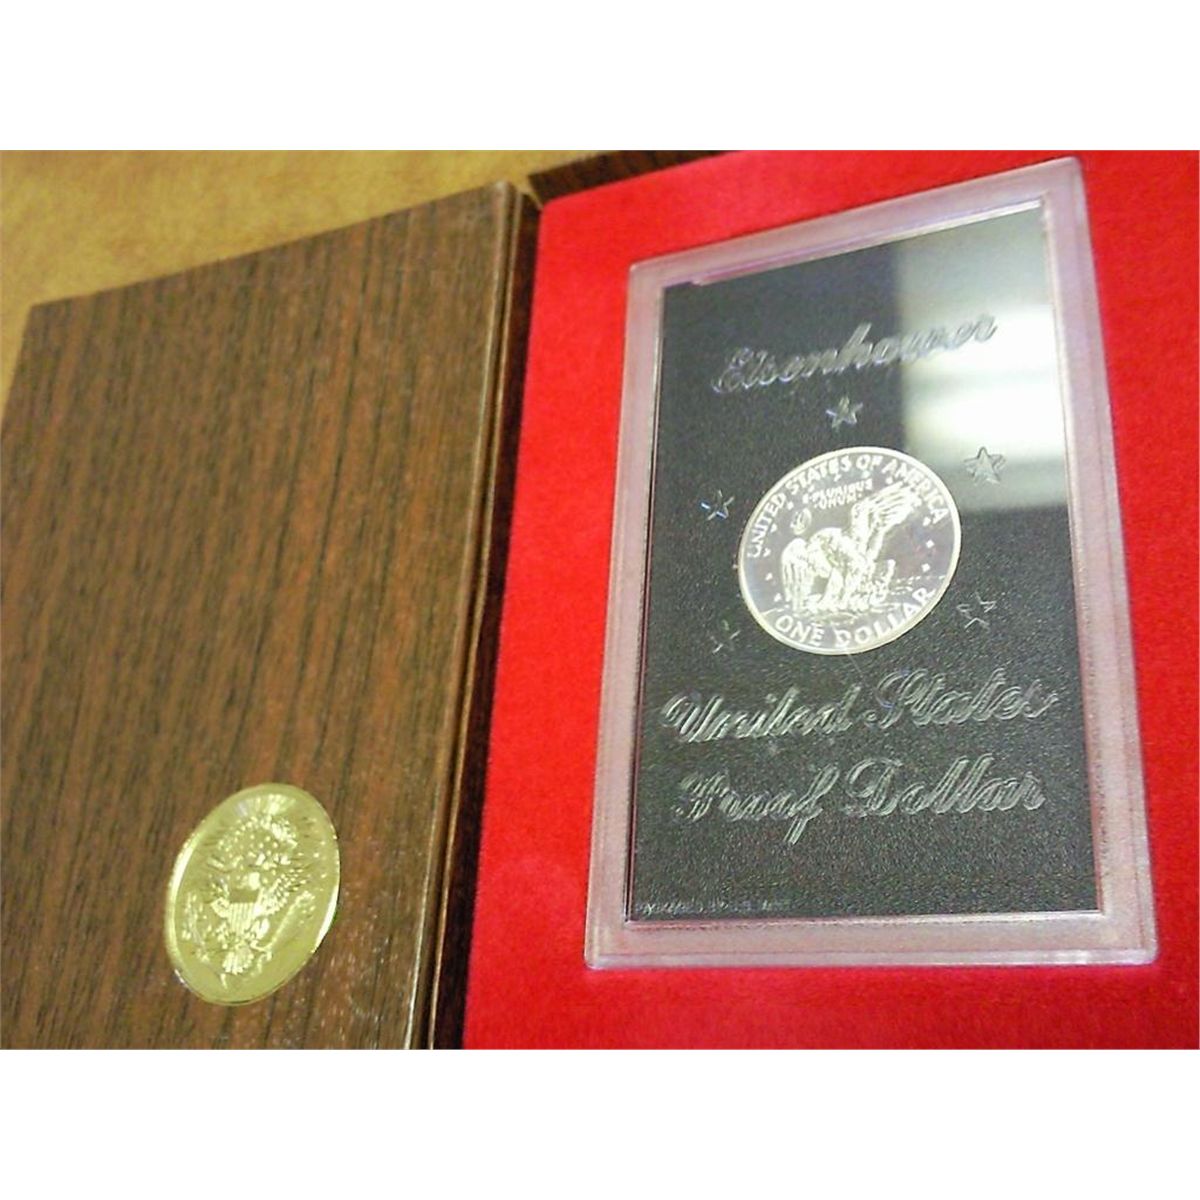 Eisenhower
UNITED STATES OF AMERICA
E PLURIBUS
UNUM
ONE DOLLAR
United States
Proof Dollar